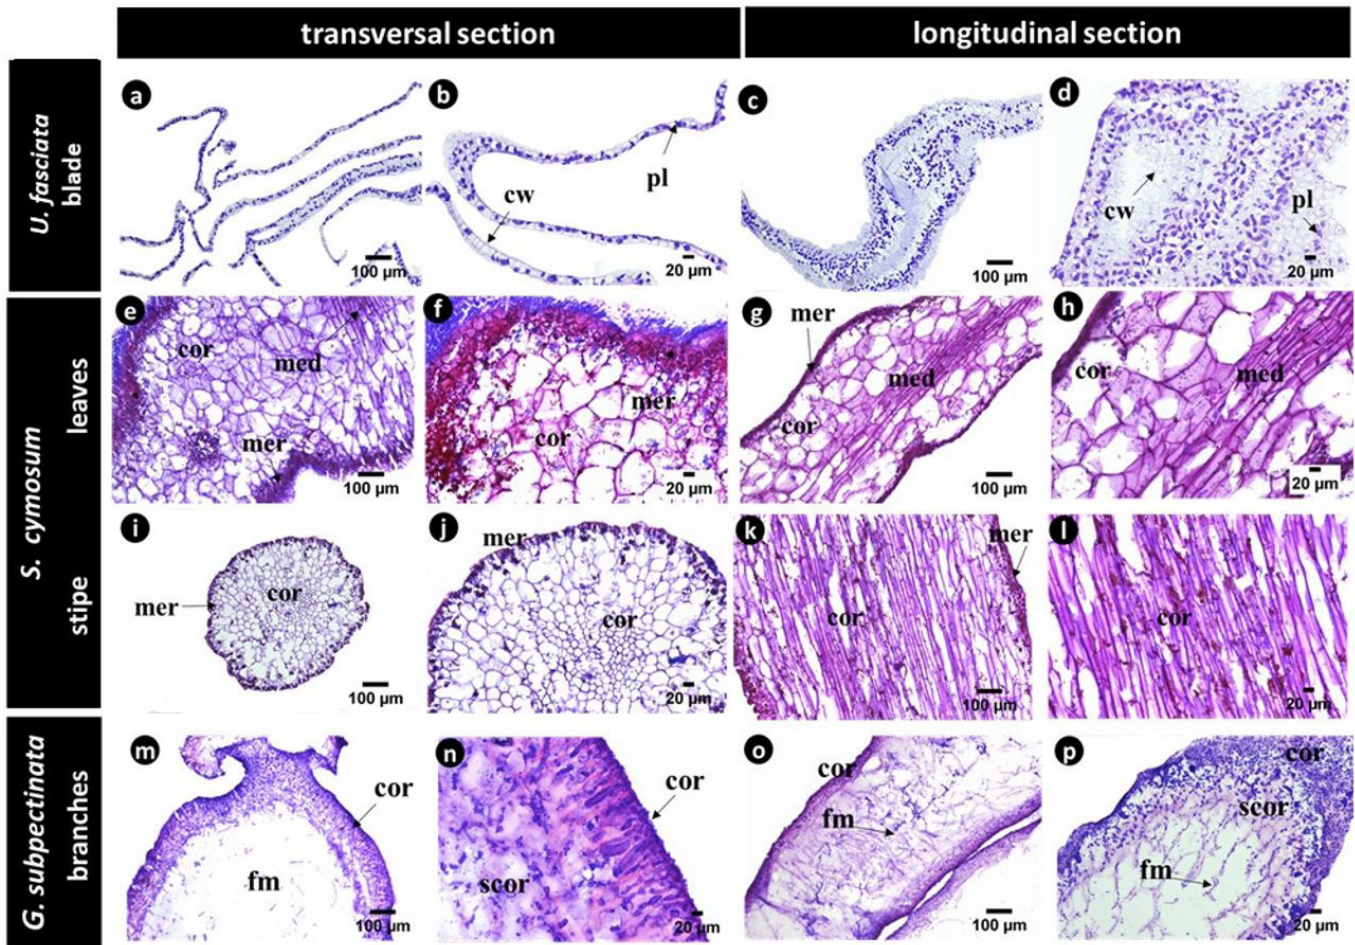 transversal section
longitudinal section
U. fasciata
blade
a
100 µm
b
pl
cw
20 µm
c
100 µm
d
cw
pl
20 µm
S. cymosum
leaves
e
cor
med
mer
100 µm
f
mer
cor
20 µm
g
mer
med
cor
100 µm
h
cor
med
20 µm
stipe
i
cor
mer
100 µm
j
mer
cor
20 µm
k
mer
cor
100 µm
l
cor
20 µm
G. subpectinata
branches
m
cor
fm
100 µm
n
cor
scor
20 µm
o
cor
fm
100 µm
p
cor
scor
fm
20 µm